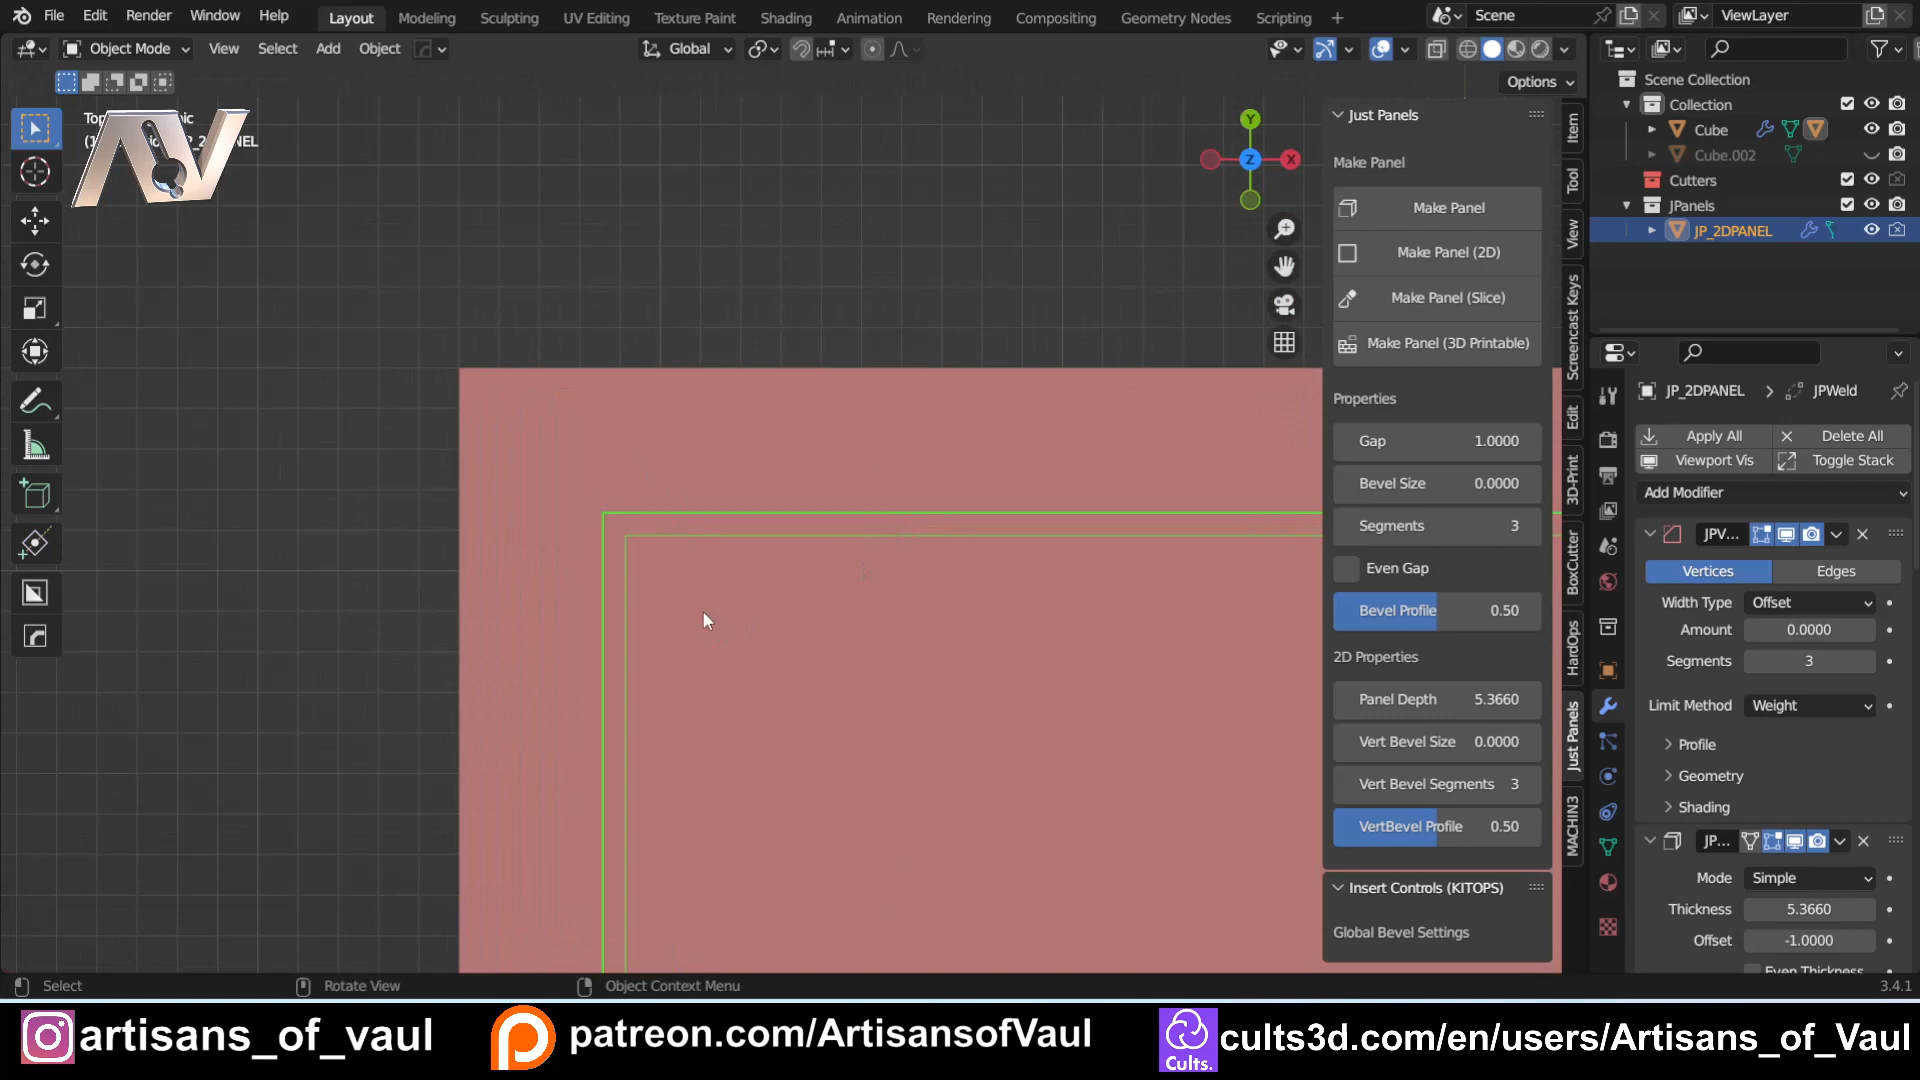 File Edit Render Window Help Layout Modeling Sculpting UV Editing Texture Paint Shading Animation Rendering Compositing Geometry Nodes Scripting Scene ViewLayer
Object Mode View Select Add Object Global
Options
Scene Collection
Collection
Cube
Cube.002
Cutters
JPanels
JP_2DPANEL
Just Panels
Make Panel
Make Panel
Make Panel (2D)
Make Panel (Slice)
Make Panel (3D Printable)
Properties
Gap 1.0000
Bevel Size 0.0000
Segments 3
Even Gap
Bevel Profile 0.50
2D Properties
Panel Depth 5.3660
Vert Bevel Size 0.0000
Vert Bevel Segments 3
VertBevel Profile 0.50
Insert Controls (KITOPS)
Global Bevel Settings
Item
Tool
View
Screencast Keys
Edit
3D-Print
BoxCutter
HardOps
Just Panels
MACHIN3
X
Y
Z
JP_2DPANEL JPWeld
Apply All Delete All
Viewport Vis Toggle Stack
Add Modifier
JPV...
Vertices Edges
Width Type Offset
Amount 0.0000
Segments 3
Limit Method Weight
Profile
Geometry
Shading
JP...
Mode Simple
Thickness 5.3660
Offset -1.0000
Even Thickness
Select Rotate View Object Context Menu 3.4.1
artisans_of_vaul patreon.com/ArtisansofVaul Cults. cults3d.com/en/users/Artisans_of_Vaul